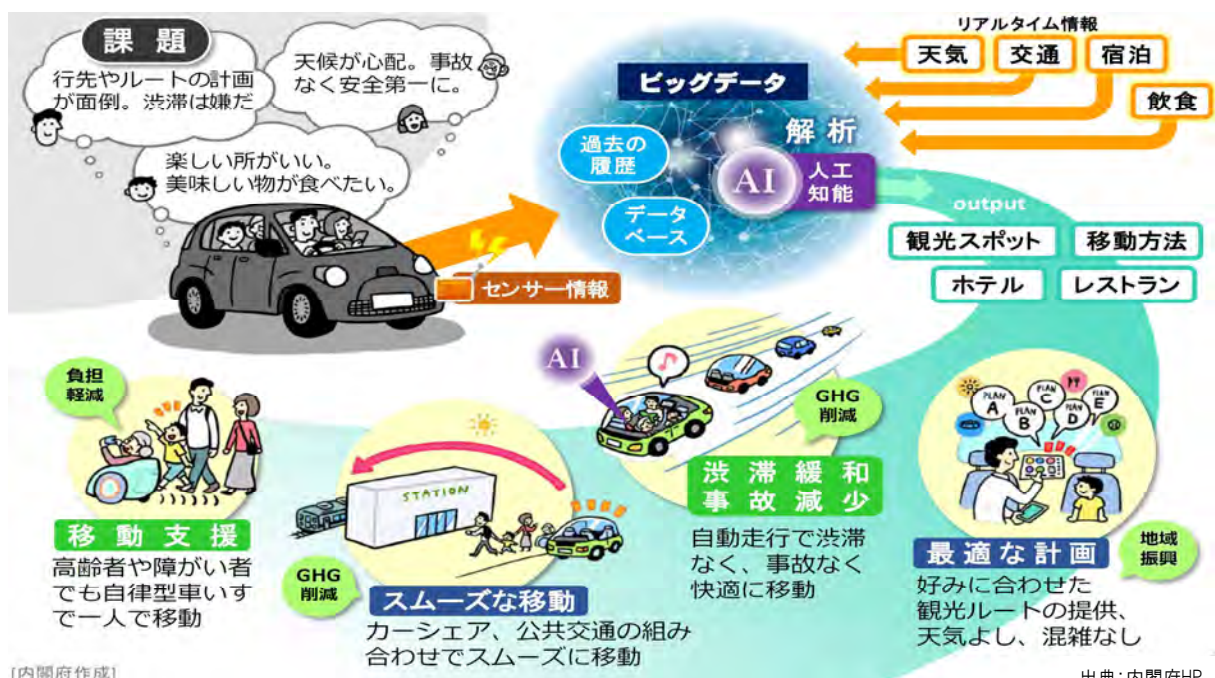 課題
行先やルートの計画
が面倒。渋滞は嫌だ
天候が心配。事故
なく安全第一に。
楽しい所がいい。
美味しい物が食べたい。
センサー情報
ビッグデータ
過去の
履歴
データ
ベース
解析
AI
人工
知能
リアルタイム情報
天気
交通
宿泊
飲食
output
観光スポット
移動方法
ホテル
レストラン
負担
軽減
移動支援
高齢者や障がい者
でも自律型車いす
で一人で移動
STATION
GHG
削減
スムーズな移動
カーシェア、公共交通の組み
合わせでスムーズに移動
AI
GHG
削減
渋滞緩和
事故減少
自動走行で渋滞
なく、事故なく
快適に移動
PLAN
A
PLAN
B
PLAN
C
PLAN
D
PLAN
E
最適な計画
地域
振興
好みに合わせた
観光ルートの提供、
天気よし、混雑なし
[内閣府作成]
出典:内閣府HP